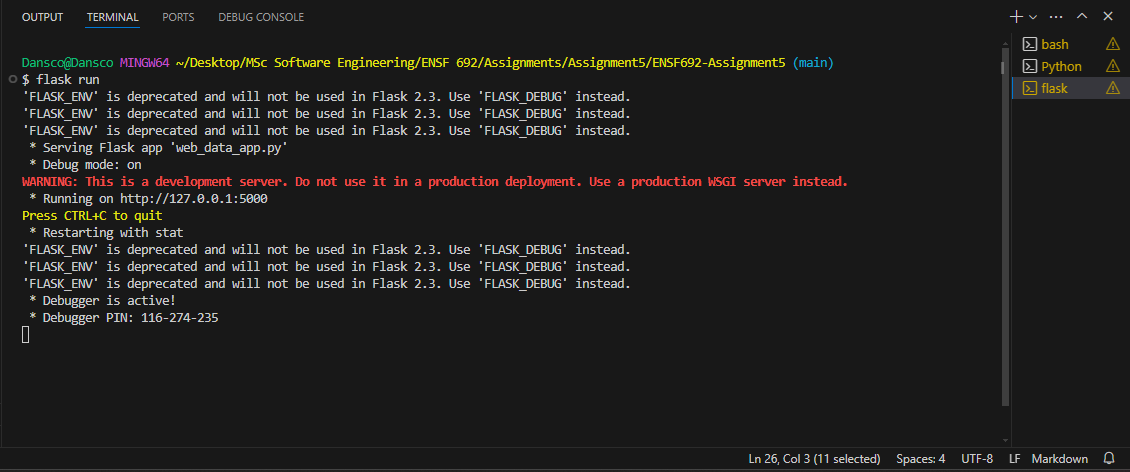 OUTPUT TERMINAL PORTS DEBUG CONSOLE
Dansco@Dansco MINGW64 ~/Desktop/MSc Software Engineering/ENSF 692/Assignments/Assignment5/ENSF692-Assignment5 (main)
$ flask run
'FLASK_ENV' is deprecated and will not be used in Flask 2.3. Use 'FLASK_DEBUG' instead.
'FLASK_ENV' is deprecated and will not be used in Flask 2.3. Use 'FLASK_DEBUG' instead.
'FLASK_ENV' is deprecated and will not be used in Flask 2.3. Use 'FLASK_DEBUG' instead.
* Serving Flask app 'web_data_app.py'
* Debug mode: on
WARNING: This is a development server. Do not use it in a production deployment. Use a production WSGI server instead.
* Running on http://127.0.0.1:5000
Press CTRL+C to quit
* Restarting with stat
'FLASK_ENV' is deprecated and will not be used in Flask 2.3. Use 'FLASK_DEBUG' instead.
'FLASK_ENV' is deprecated and will not be used in Flask 2.3. Use 'FLASK_DEBUG' instead.
'FLASK_ENV' is deprecated and will not be used in Flask 2.3. Use 'FLASK_DEBUG' instead.
* Debugger is active!
* Debugger PIN: 116-274-235
bash
Python
flask
Ln 26, Col 3 (11 selected) Spaces: 4 UTF-8 LF Markdown